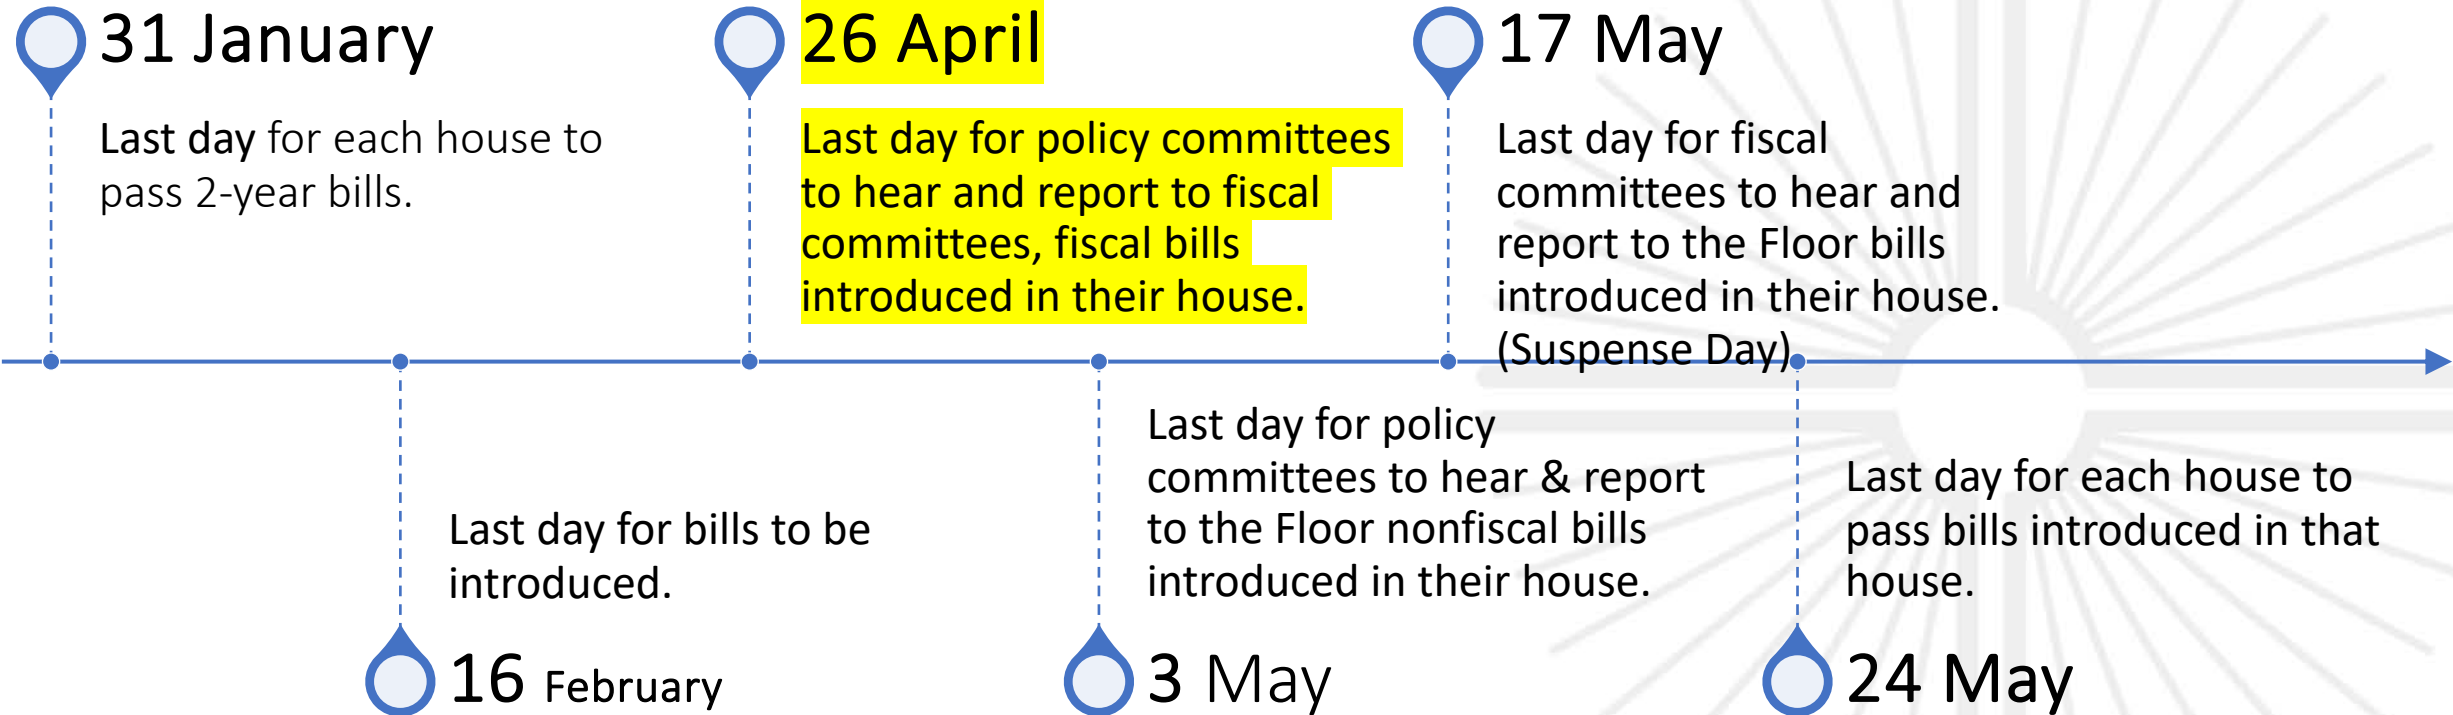 31 January
Last day for each house to
pass 2-year bills.
Last day for bills to be
introduced.
16 February
26 April
Last day for policy committees
to hear and report to fiscal
committees, fiscal bills
introduced in their house.
Last day for policy
committees to hear & report
to the Floor nonfiscal bills
introduced in their house.
3 May
17 May
Last day for fiscal
committees to hear and
report to the Floor bills
introduced in their house.
(Suspense Day)
Last day for each house to
pass bills introduced in that
house.
24 May